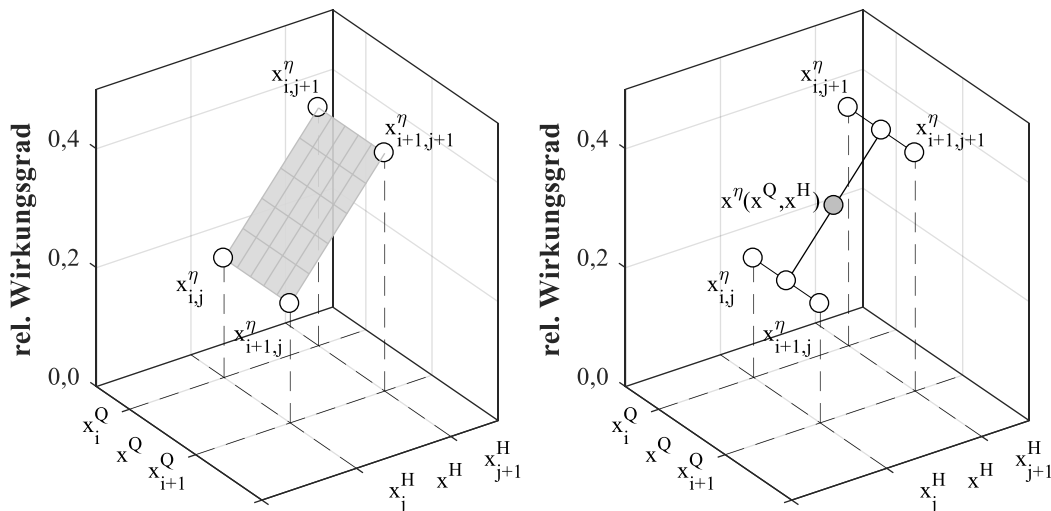 rel. Wirkungsgrad
0,4
0,2
0,0
x^η_{i,j+1}
x^η_{i+1,j+1}
x^η_{i,j}
x^η_{i+1,j}
x^Q_i
x^Q
x^Q_{i+1}
x^H_j
x^H
x^H_{j+1}
rel. Wirkungsgrad
0,4
0,2
0,0
x^η_{i,j+1}
x^η_{i+1,j+1}
x^η(x^Q,x^H)
x^η_{i,j}
x^η_{i+1,j}
x^Q_i
x^Q
x^Q_{i+1}
x^H_j
x^H
x^H_{j+1}